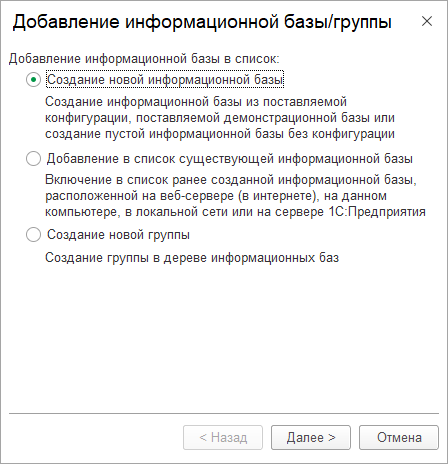 Добавление информационной базы/группы
Добавление информационной базы в список:
Создание новой информационной базы
Создание информационной базы из поставляемой
конфигурации, поставляемой демонстрационной базы или
создание пустой информационной базы без конфигурации
Добавление в список существующей информационной базы
Включение в список ранее созданной информационной базы,
расположенной на веб-сервере (в интернете), на данном
компьютере, в локальной сети или на сервере 1С:Предприятия
Создание новой группы
Создание группы в дереве информационных баз
< Назад
Далее >
Отмена